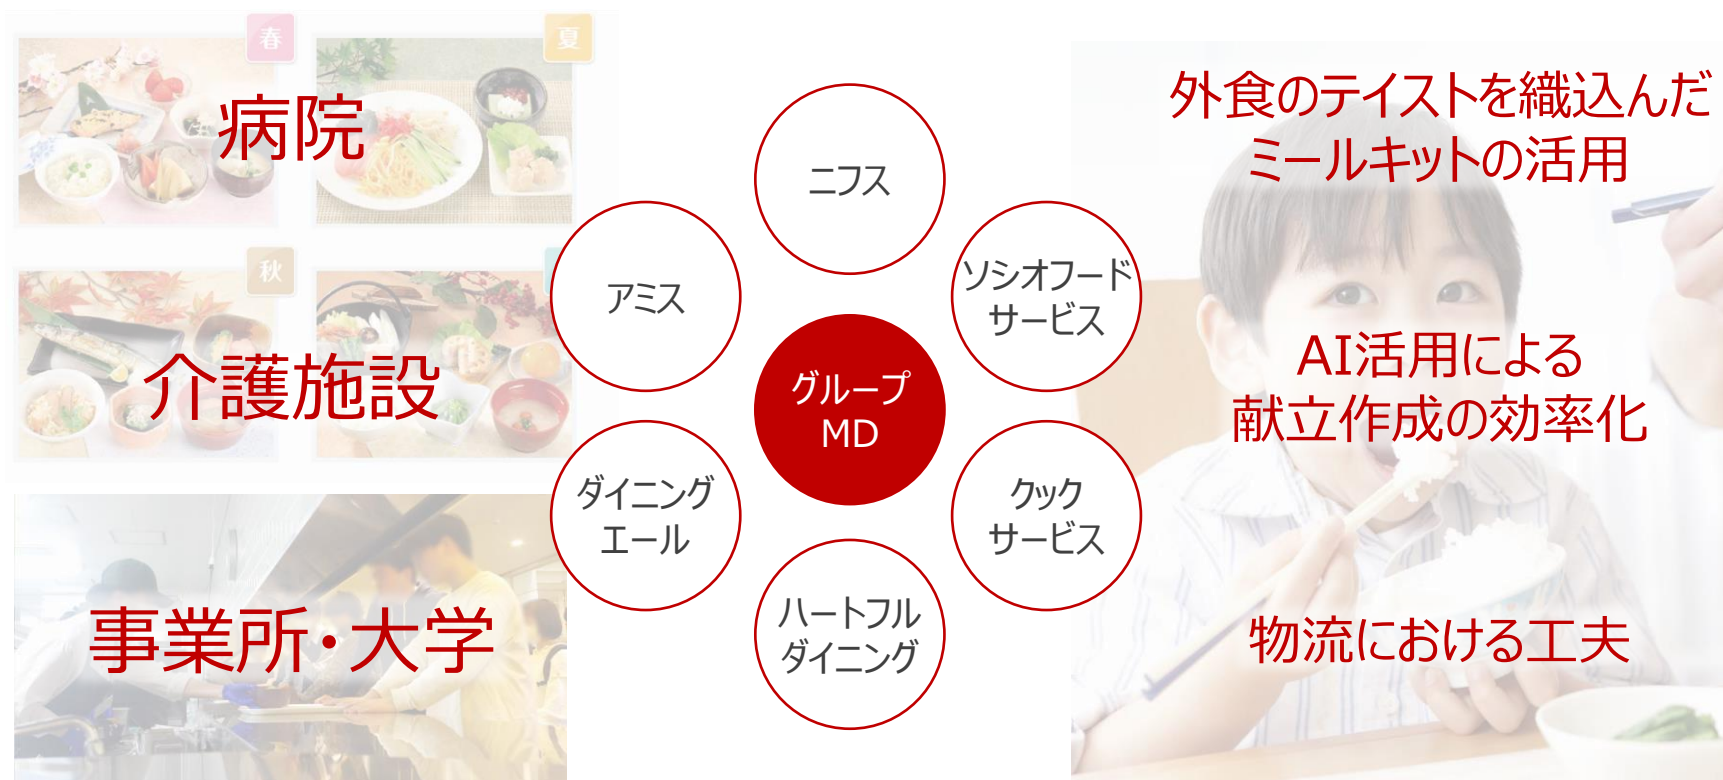 春
夏
病院
秋
介護施設
事業所・大学
ニフス
アミス
ソシオフード
サービス
グループ
MD
ダイニング
エール
クック
サービス
ハートフル
ダイニング
外食のテイストを織込んだ
ミールキットの活用
AI活用による
献立作成の効率化
物流における工夫